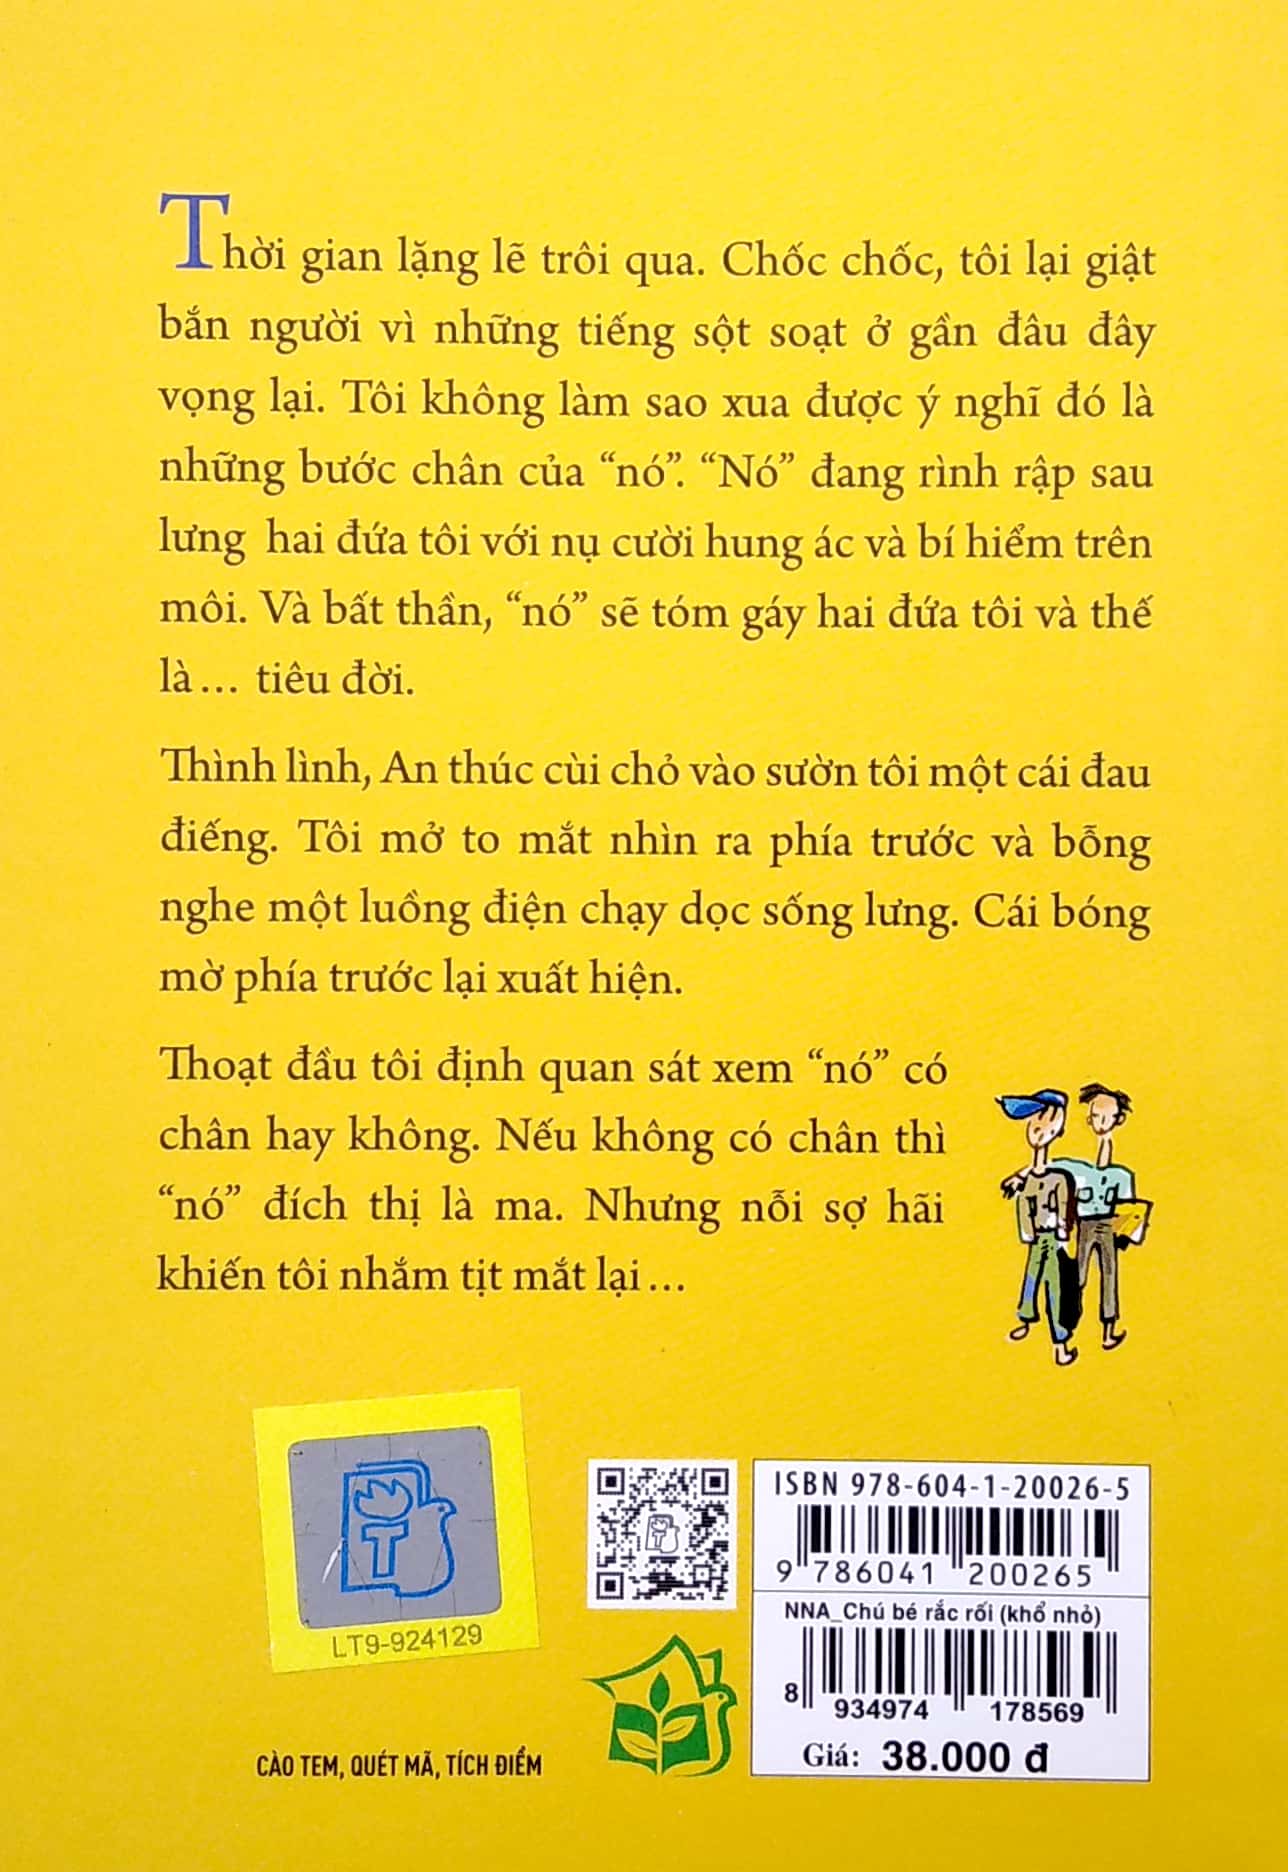 Thời gian lặng lẽ trôi qua. Chốc chốc, tôi lại giật
bắn người vì những tiếng sột soạt ở gần đâu đây
vọng lại. Tôi không làm sao xua được ý nghĩ đó là
những bước chân của “nó”. “Nó” đang rình rập sau
lưng hai đứa tôi với nụ cười hung ác và bí hiểm trên
môi. Và bất thần, “nó” sẽ tóm gáy hai đứa tôi và thế
là… tiêu đời.
Thình lình, An thúc cùi chỏ vào sườn tôi một cái đau
điếng. Tôi mở to mắt nhìn ra phía trước và bỗng
nghe một luồng điện chạy dọc sống lưng. Cái bóng
mờ phía trước lại xuất hiện.
Thoạt đầu tôi định quan sát xem “nó” có
chân hay không. Nếu không có chân thì
“nó” đích thị là ma. Nhưng nỗi sợ hãi
khiến tôi nhắm tịt mắt lại…
T
LT9-924129
CÀO TEM, QUÉT MÃ, TÍCH ĐIỂM
ISBN 978-604-1-20026-5
9 786041 200265
NNA_Chú bé rắc rối (khổ nhỏ)
8 934974 178569
Giá: 38.000 đ